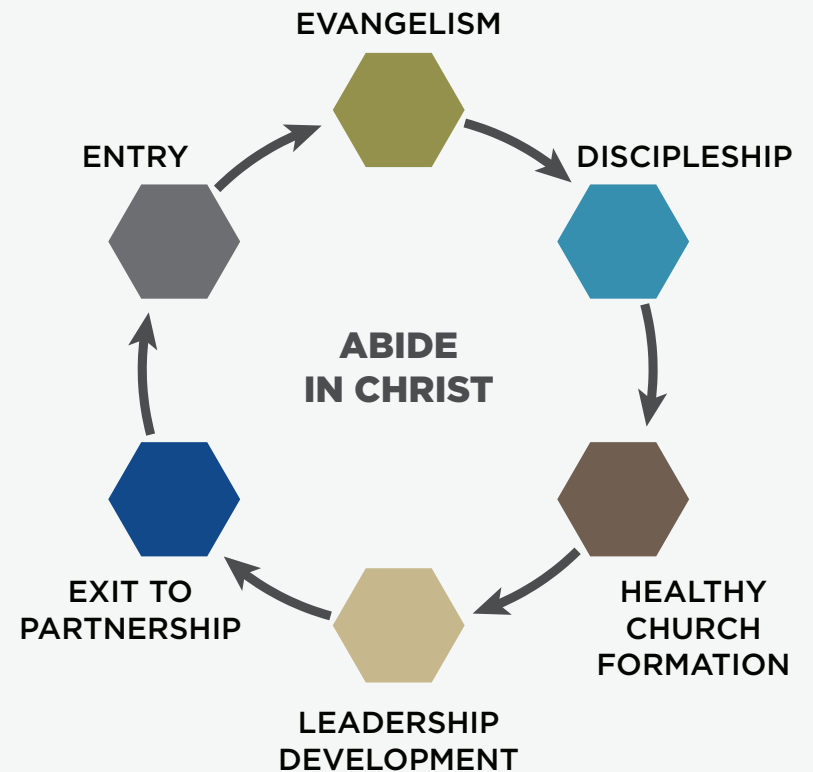 EVANGELISM
ENTRY
DISCIPLESHIP
ABIDE
IN CHRIST
EXIT TO
PARTNERSHIP
HEALTHY
CHURCH
FORMATION
LEADERSHIP
DEVELOPMENT